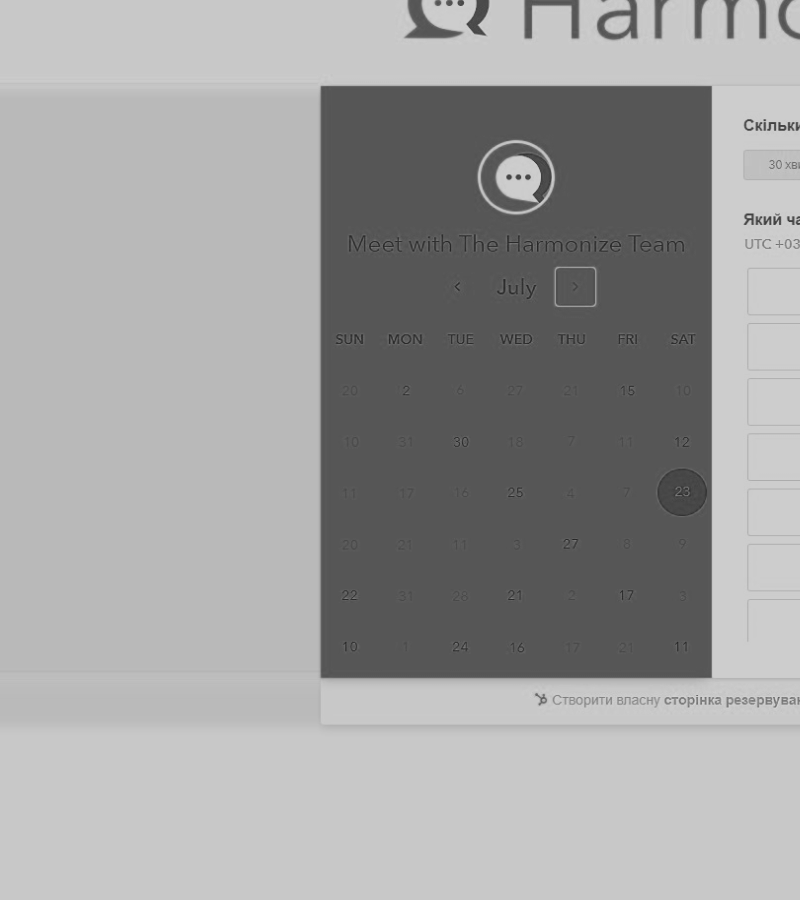 Harmo
Скільки
30 хви
Який ча
UTC +03
Meet with The Harmonize Team
July
SUN MON TUE WED THU FRI SAT
20 2 6 27 21 15 10
10 31 30 18 7 11 12
11 17 16 25 4 7 23
20 21 11 3 27 8 9
22 31 28 21 2 17 3
10 1 24 16 17 21 11
Створити власну сторінка резервуван